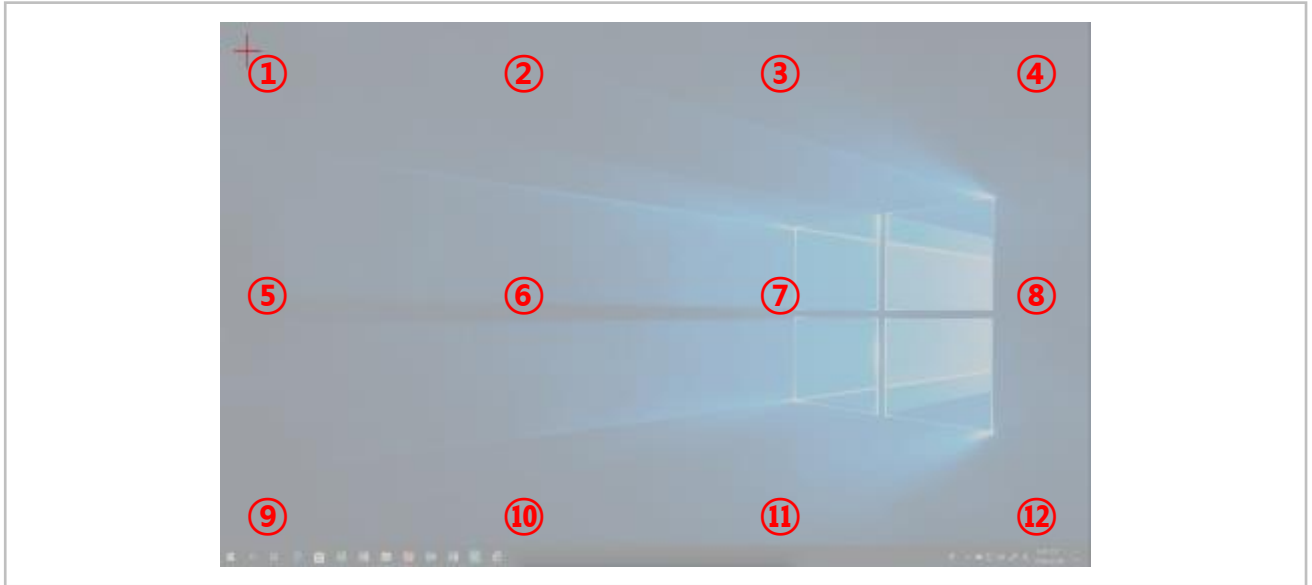 ① ② ③ ④
⑤ ⑥ ⑦ ⑧
⑨ ⑩ ⑪ ⑫